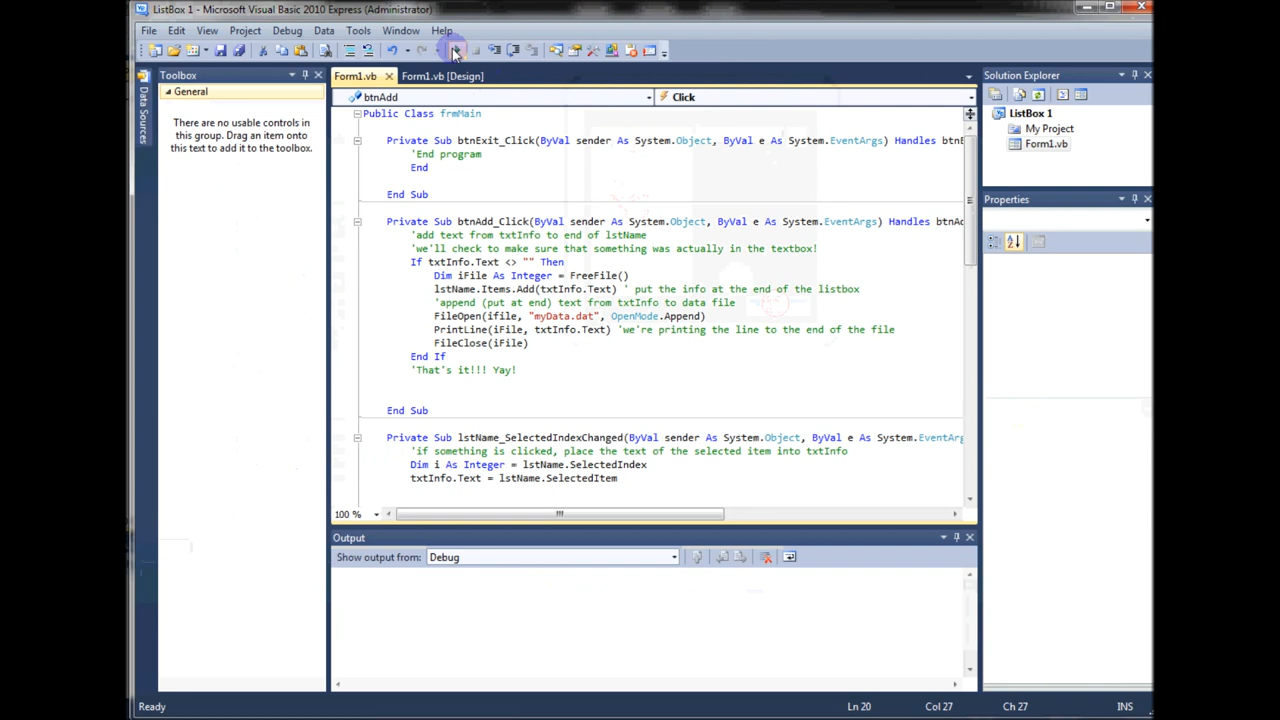 ListBox 1 - Microsoft Visual Basic 2010 Express (Administrator)
File Edit View Project Debug Data Tools Window Help
Toolbox
General
There are no usable controls in this group. Drag an item onto this text to add it to the toolbox.
Data Sources
Form1.vb Form1.vb [Design]
btnAdd Click
Public Class frmMain
Private Sub btnExit_Click(ByVal sender As System.Object, ByVal e As System.EventArgs) Handles btnE
'End program
End
End Sub
Private Sub btnAdd_Click(ByVal sender As System.Object, ByVal e As System.EventArgs) Handles btnAd
'add text from txtInfo to end of lstName
'we'll check to make sure that something was actually in the textbox!
If txtInfo.Text <> "" Then
Dim iFile As Integer = FreeFile()
lstName.Items.Add(txtInfo.Text) ' put the info at the end of the listbox
'append (put at end) text from txtInfo to data file
FileOpen(ifile, "myData.dat", OpenMode.Append)
PrintLine(iFile, txtInfo.Text) 'we're printing the line to the end of the file
FileClose(iFile)
End If
'That's it!!! Yay!
End Sub
Private Sub lstName_SelectedIndexChanged(ByVal sender As System.Object, ByVal e As System.EventArg
'if something is clicked, place the text of the selected item into txtInfo
Dim i As Integer = lstName.SelectedIndex
txtInfo.Text = lstName.SelectedItem
100 %
Output
Show output from: Debug
Solution Explorer
ListBox 1
My Project
Form1.vb
Properties
Ready Ln 20 Col 27 Ch 27 INS